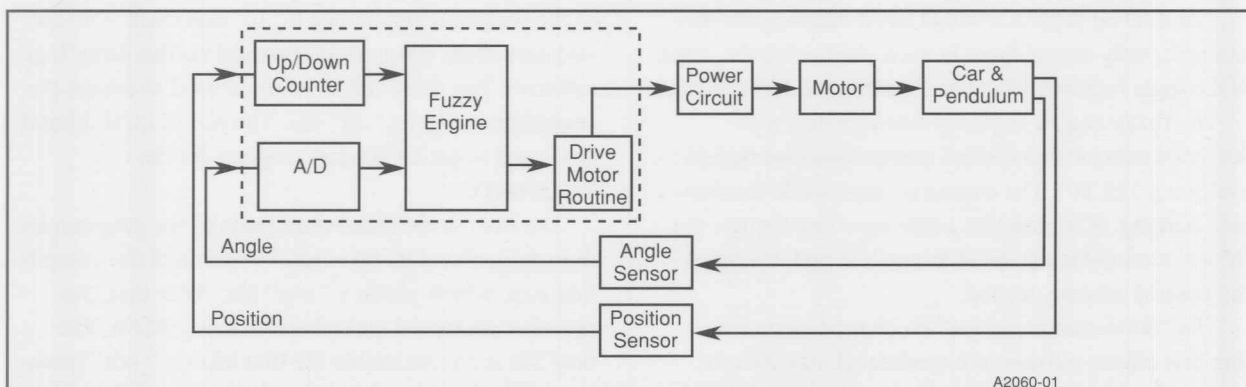 Up/Down
Counter
Fuzzy
Engine
A/D
Drive
Motor
Routine
Power
Circuit
Motor
Car &
Pendulum
Angle
Angle
Sensor
Position
Position
Sensor
A2060-01